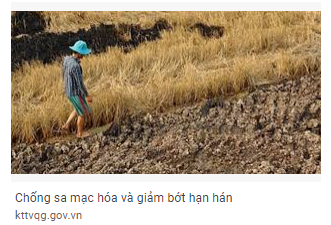 Chống sa mạc hóa và giảm bớt hạn hán
kttvqg.gov.vn